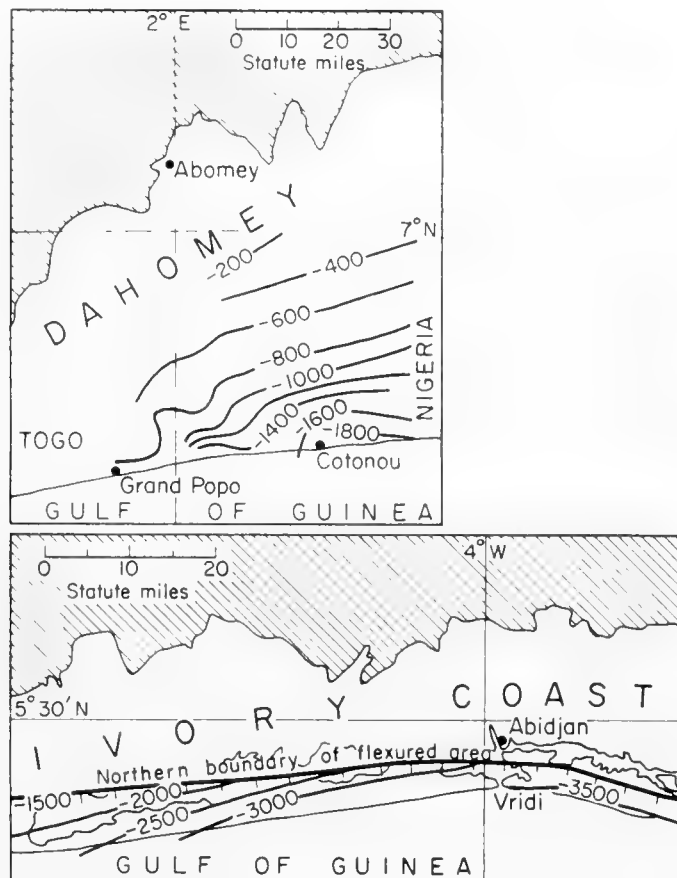 2° E
0 10 20 30
Statute miles
Abomey
7° N
DAHOMEY
-200
-400
-600
-800
-1000
-1400
-1600
-1800
NIGERIA
TOGO
Cotonou
Grand Popo
GULF OF GUINEA
4° W
0 10 20
Statute miles
5° 30'N
IVORY COAST
Abidjan
Northern boundary of flexured area
-1500
-2000
-2500
-3000
-3500
Vridi
GULF OF GUINEA